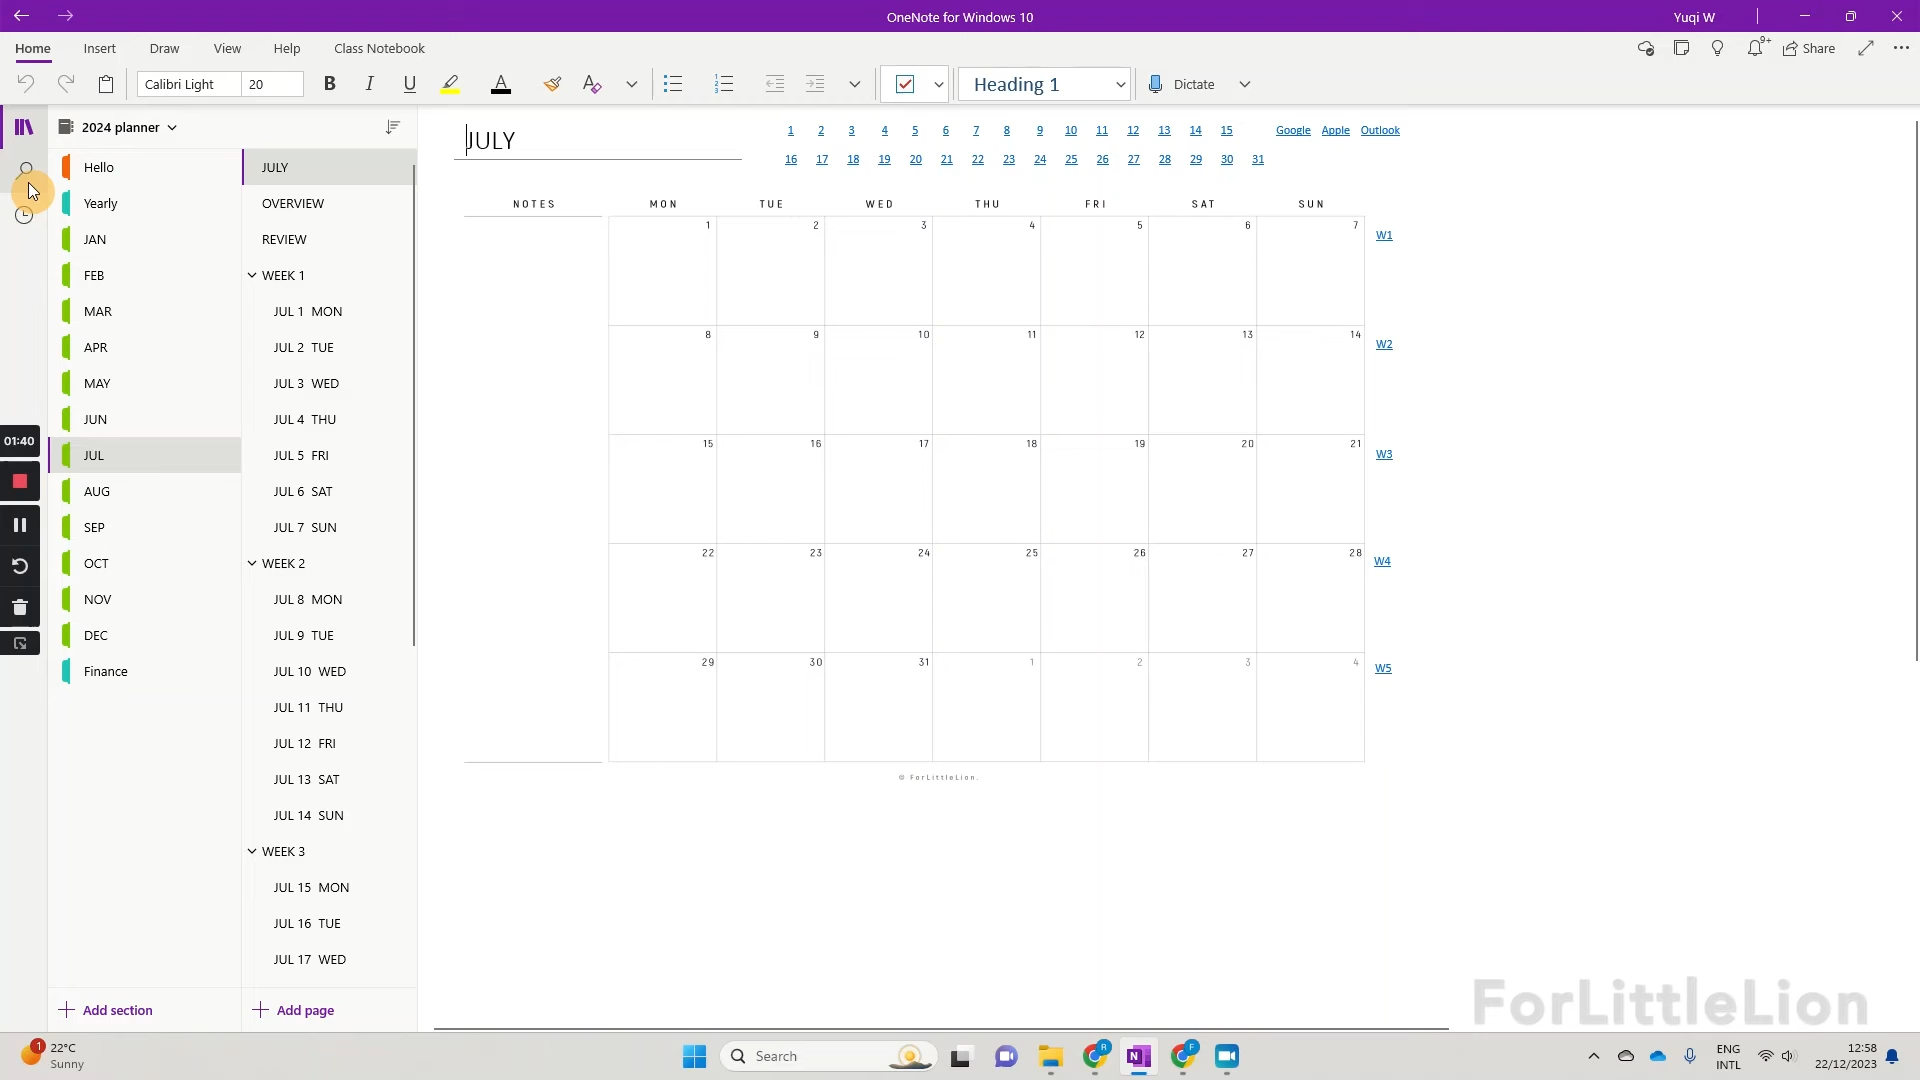 OneNote for Windows 10
Yuqi W
Home Insert Draw View Help Class Notebook
9+
Share
Calibri Light 20 B I U A Heading 1 Dictate
2024 planner
Hello
Yearly
JAN
FEB
MAR
APR
MAY
JUN
JUL
AUG
SEP
OCT
NOV
DEC
Finance
Add section
JULY
OVERVIEW
REVIEW
WEEK 1
JUL 1 MON
JUL 2 TUE
JUL 3 WED
JUL 4 THU
JUL 5 FRI
JUL 6 SAT
JUL 7 SUN
WEEK 2
JUL 8 MON
JUL 9 TUE
JUL 10 WED
JUL 11 THU
JUL 12 FRI
JUL 13 SAT
JUL 14 SUN
WEEK 3
JUL 15 MON
JUL 16 TUE
JUL 17 WED
Add page
01:40
JULY
1 2 3 4 5 6 7 8 9 10 11 12 13 14 15 Google Apple Outlook
16 17 18 19 20 21 22 23 24 25 26 27 28 29 30 31
NOTES MON TUE WED THU FRI SAT SUN
1 2 3 4 5 6 7 W1
8 9 10 11 12 13 14 W2
15 16 17 18 19 20 21 W3
22 23 24 25 26 27 28 W4
29 30 31 1 2 3 4 W5
© ForLittleLion.
ForLittleLion
1
22°C
Sunny
Search
R
N
F
ENG
INTL
12:58
22/12/2023